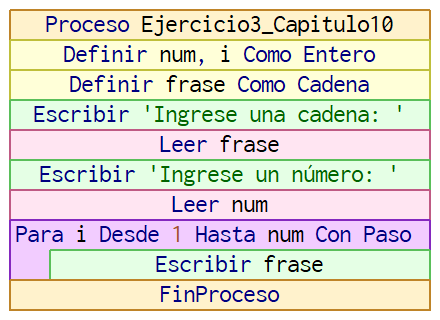 Proceso Ejercicio3_Capitulo10
Definir num, i Como Entero
Definir frase Como Cadena
Escribir 'Ingrese una cadena: '
Leer frase
Escribir 'Ingrese un número: '
Leer num
Para i Desde 1 Hasta num Con Paso
Escribir frase
FinProceso